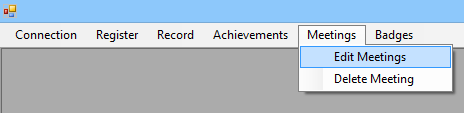 Connection Register Record Achievements Meetings Badges
Edit Meetings
Delete Meeting